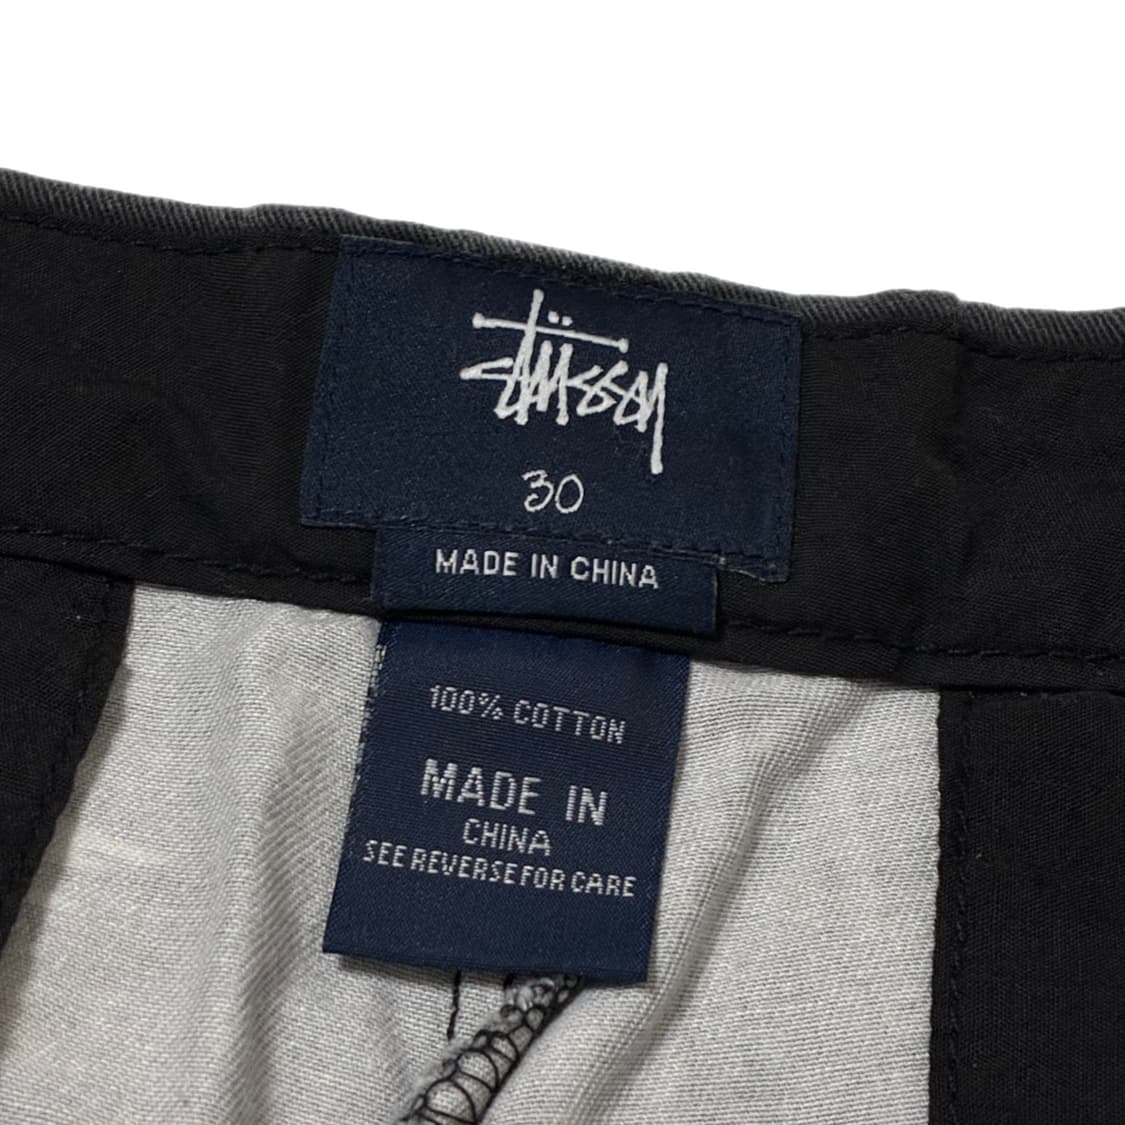 stüssy
30
MADE IN CHINA
100% COTTON
MADE IN
CHINA
SEE REVERSE FOR CARE